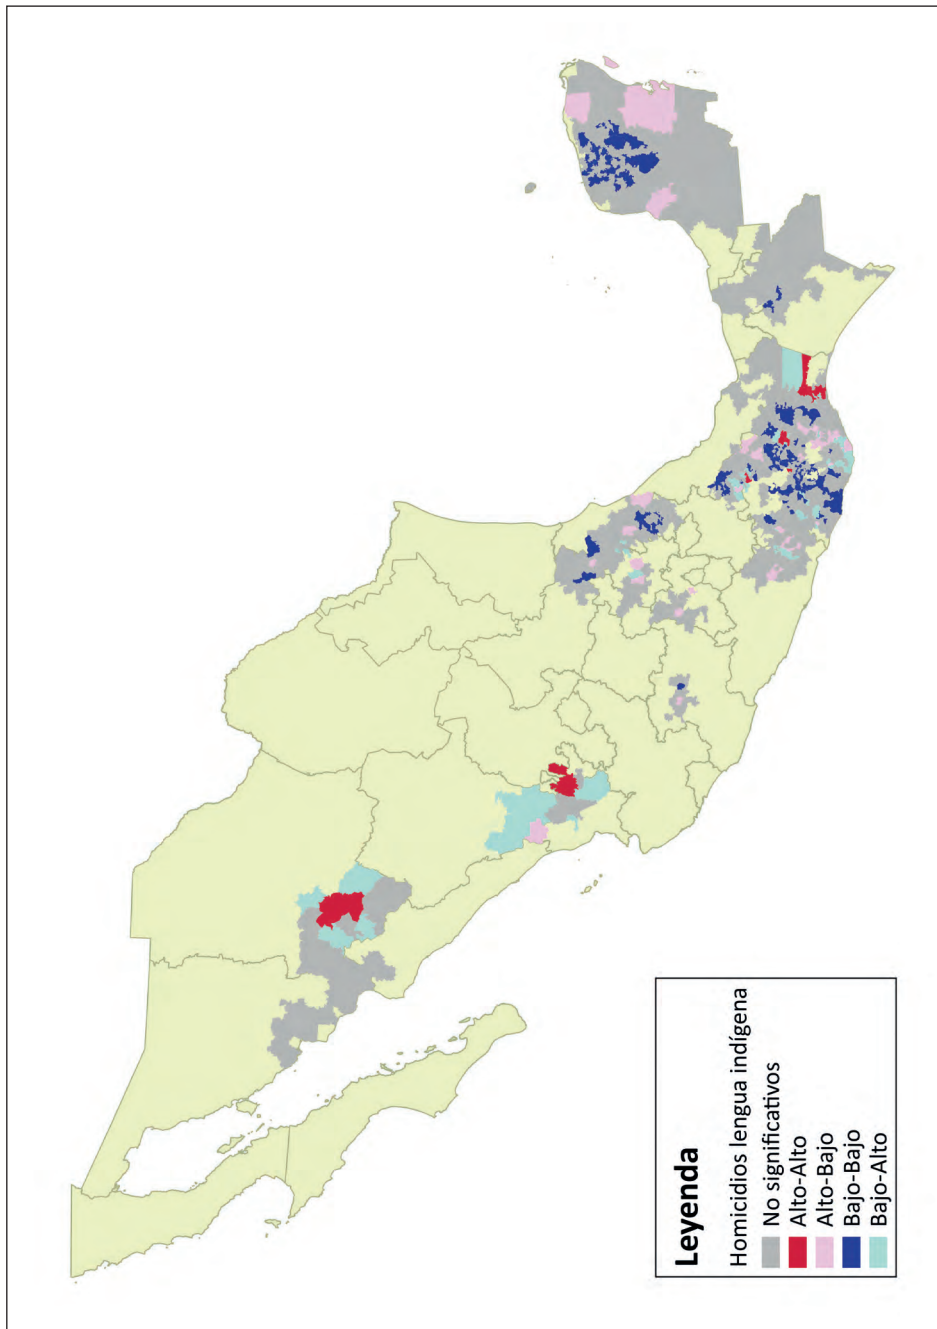 Leyenda
Homicidios lengua indígena
No significativos
Alto-Alto
Alto-Bajo
Bajo-Bajo
Bajo-Alto